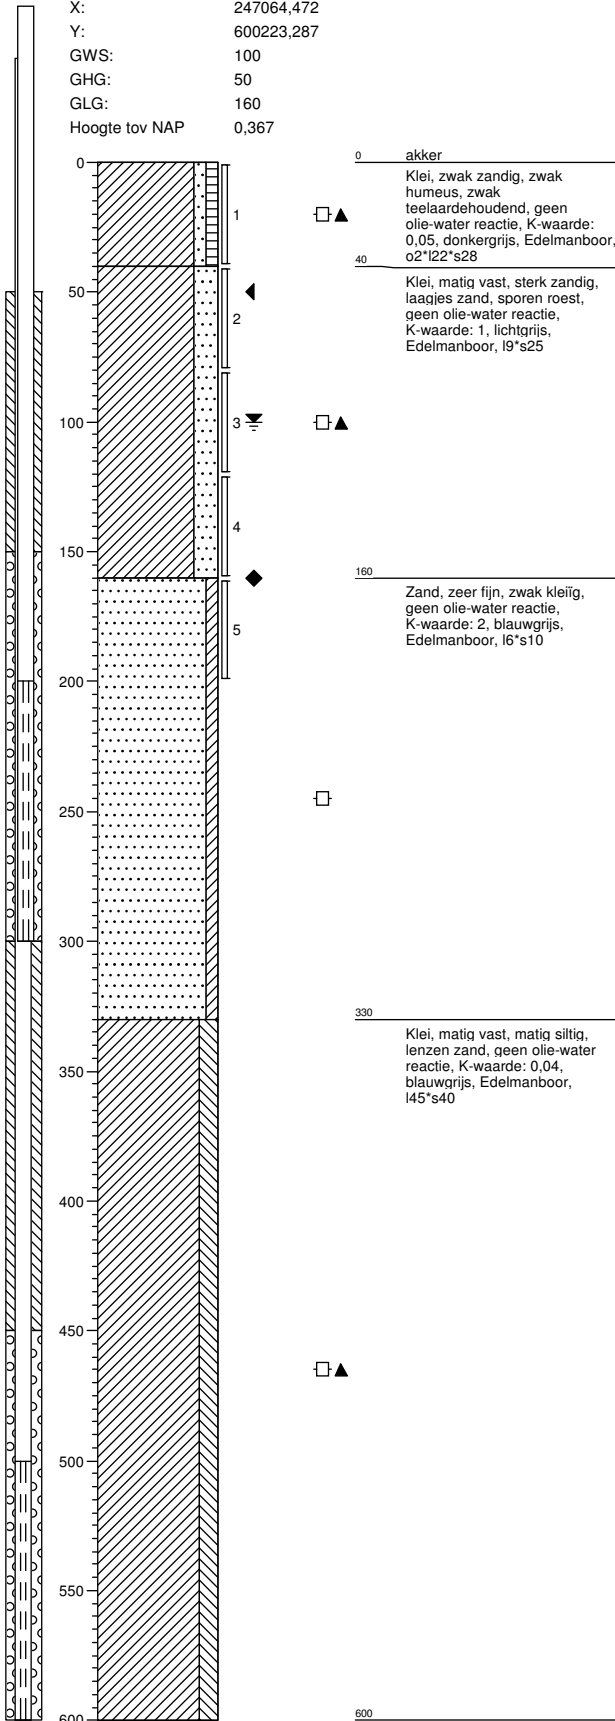 X: 247064,472
Y: 600223,287
GWS: 100
GHG: 50
GLG: 160
Hoogte tov NAP 0,367
0
0 akker
Klei, zwak zandig, zwak
humeus, zwak
teelaardehoudend, geen
olie-water reactie, K-waarde:
0,05, donkergrijs, Edelmanboor,
o2*l22*s28
1
40
Klei, matig vast, sterk zandig,
laagjes zand, sporen roest,
geen olie-water reactie,
K-waarde: 1, lichtgrijs,
Edelmanboor, l9*s25
50
2
100
3
4
150
160
Zand, zeer fijn, zwak kleiïg,
geen olie-water reactie,
K-waarde: 2, blauwgrijs,
Edelmanboor, l6*s10
5
200
250
300
330
Klei, matig vast, matig siltig,
lenzen zand, geen olie-water
reactie, K-waarde: 0,04,
blauwgrijs, Edelmanboor,
l45*s40
350
400
450
500
550
600
600